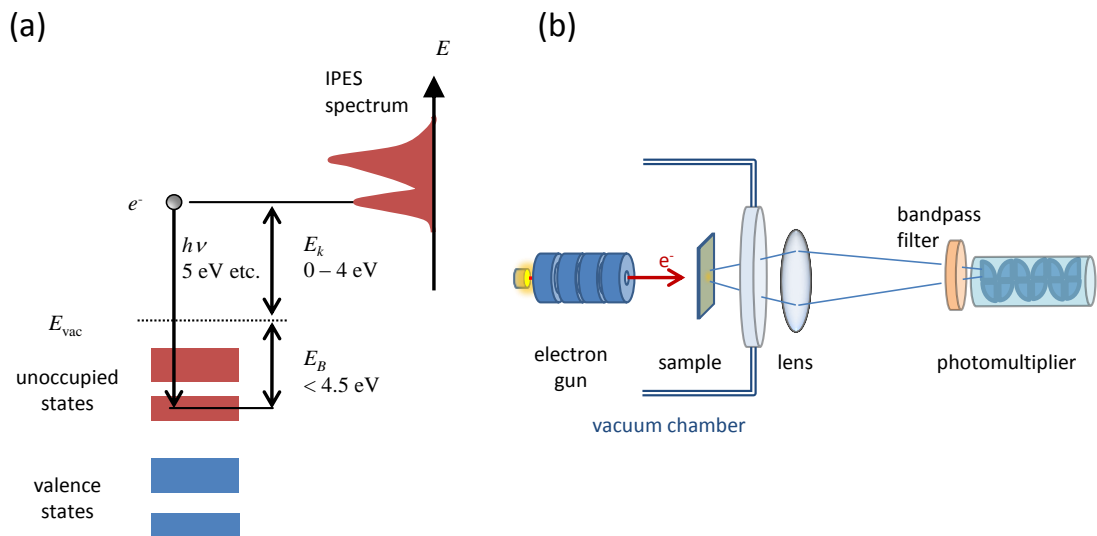 (a)
E
IPES
spectrum
e-
hν
5 eV etc.
Ek
0 – 4 eV
Evac
EB
< 4.5 eV
unoccupied
states
valence
states
(b)
bandpass
filter
e-
electron
gun
sample
lens
photomultiplier
vacuum chamber